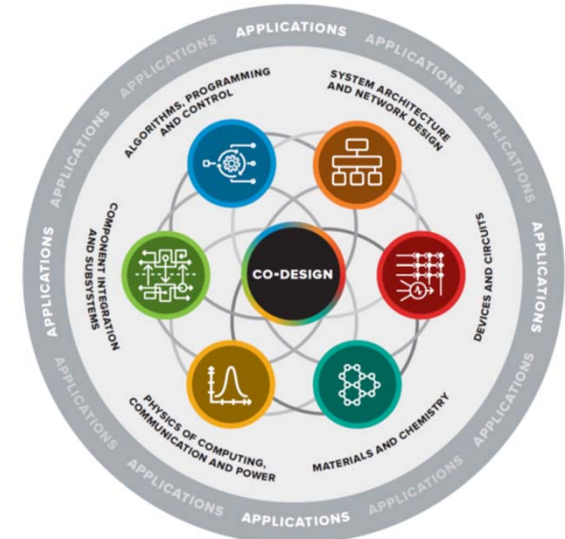 APPLICATIONS
APPLICATIONS
APPLICATIONS
APPLICATIONS
APPLICATIONS
APPLICATIONS
APPLICATIONS
APPLICATIONS
APPLICATIONS
APPLICATIONS
APPLICATIONS
APPLICATIONS
ALGORITHMS, PROGRAMMING
AND CONTROL
SYSTEM ARCHITECTURE
AND NETWORK DESIGN
COMPONENT INTEGRATION
AND SUBSYSTEMS
CO-DESIGN
DEVICES AND CIRCUITS
PHYSICS OF COMPUTING,
COMMUNICATION AND POWER
MATERIALS AND CHEMISTRY